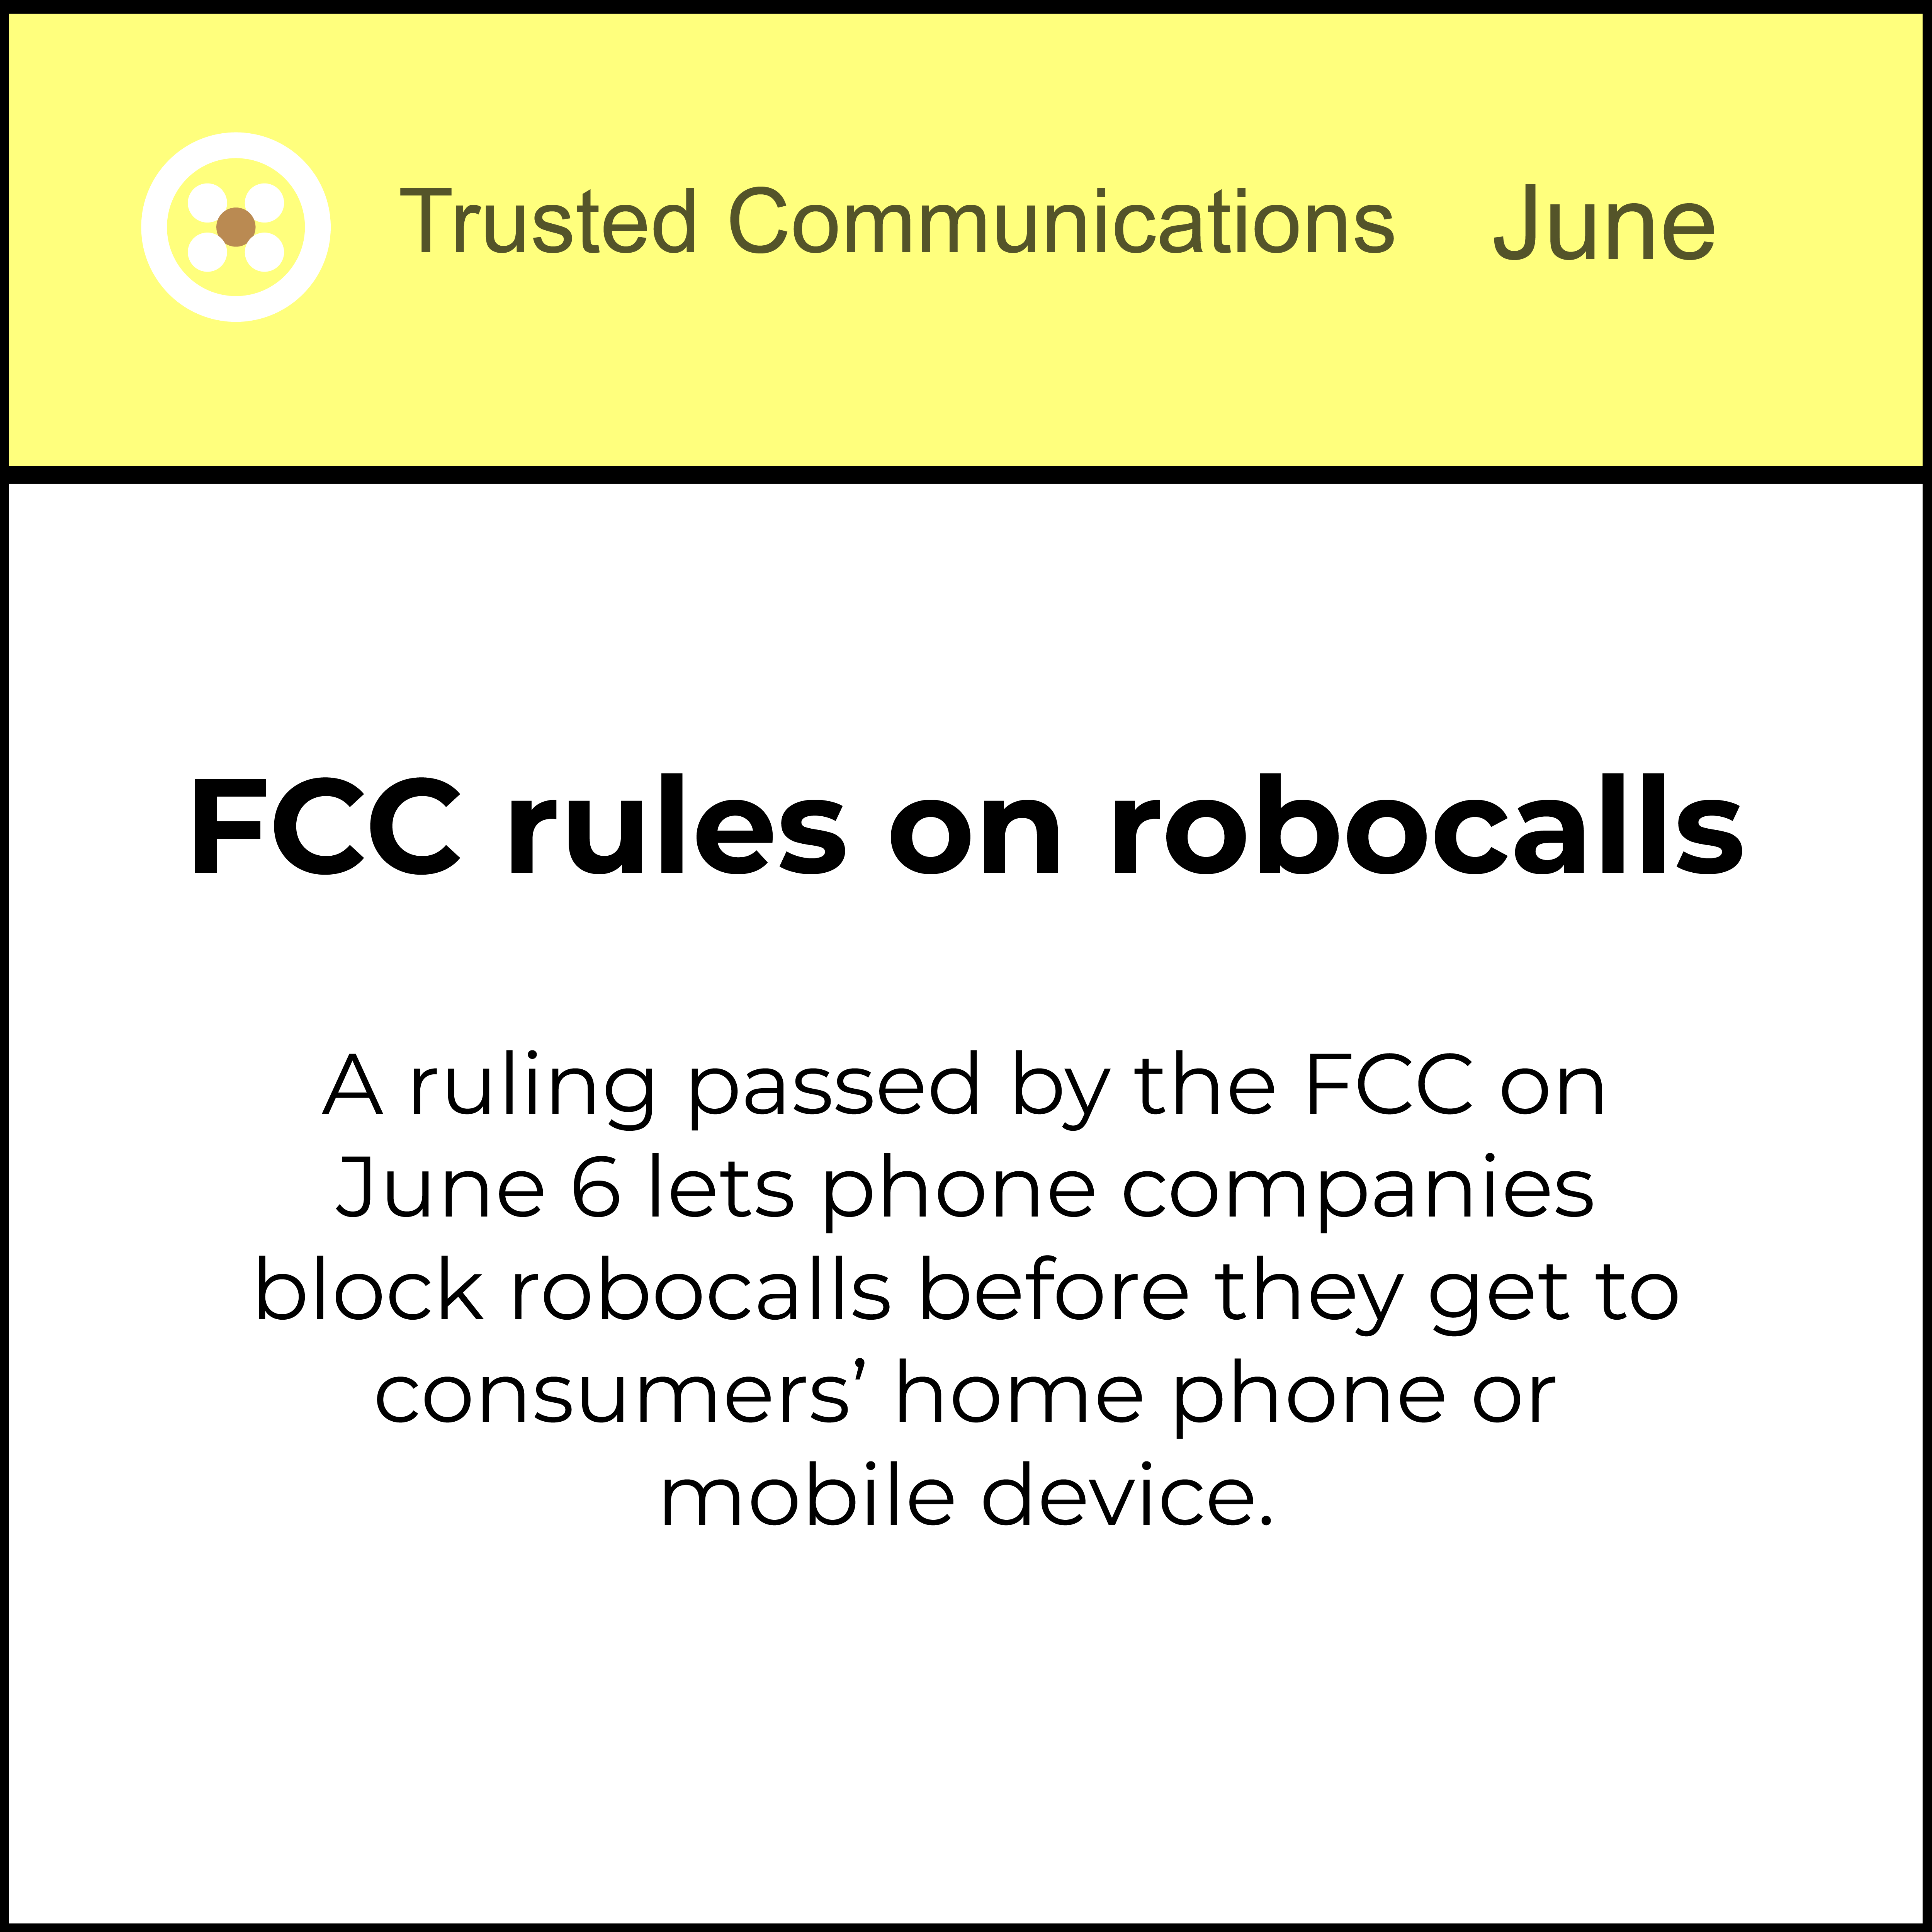 Trusted Communications June
FCC rules on robocalls
A ruling passed by the FCC on
June 6 lets phone companies
block robocalls before they get to
consumers’ home phone or
mobile device.